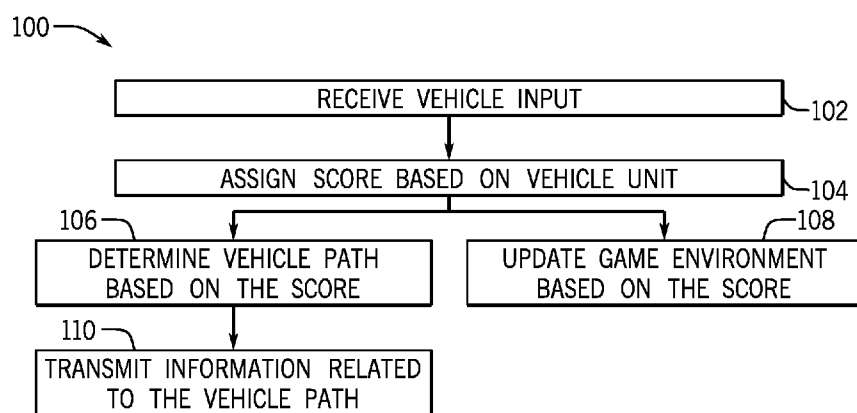 100
RECEIVE VEHICLE INPUT
102
ASSIGN SCORE BASED ON VEHICLE UNIT
104
106
DETERMINE VEHICLE PATH
BASED ON THE SCORE
108
UPDATE GAME ENVIRONMENT
BASED ON THE SCORE
110
TRANSMIT INFORMATION RELATED
TO THE VEHICLE PATH